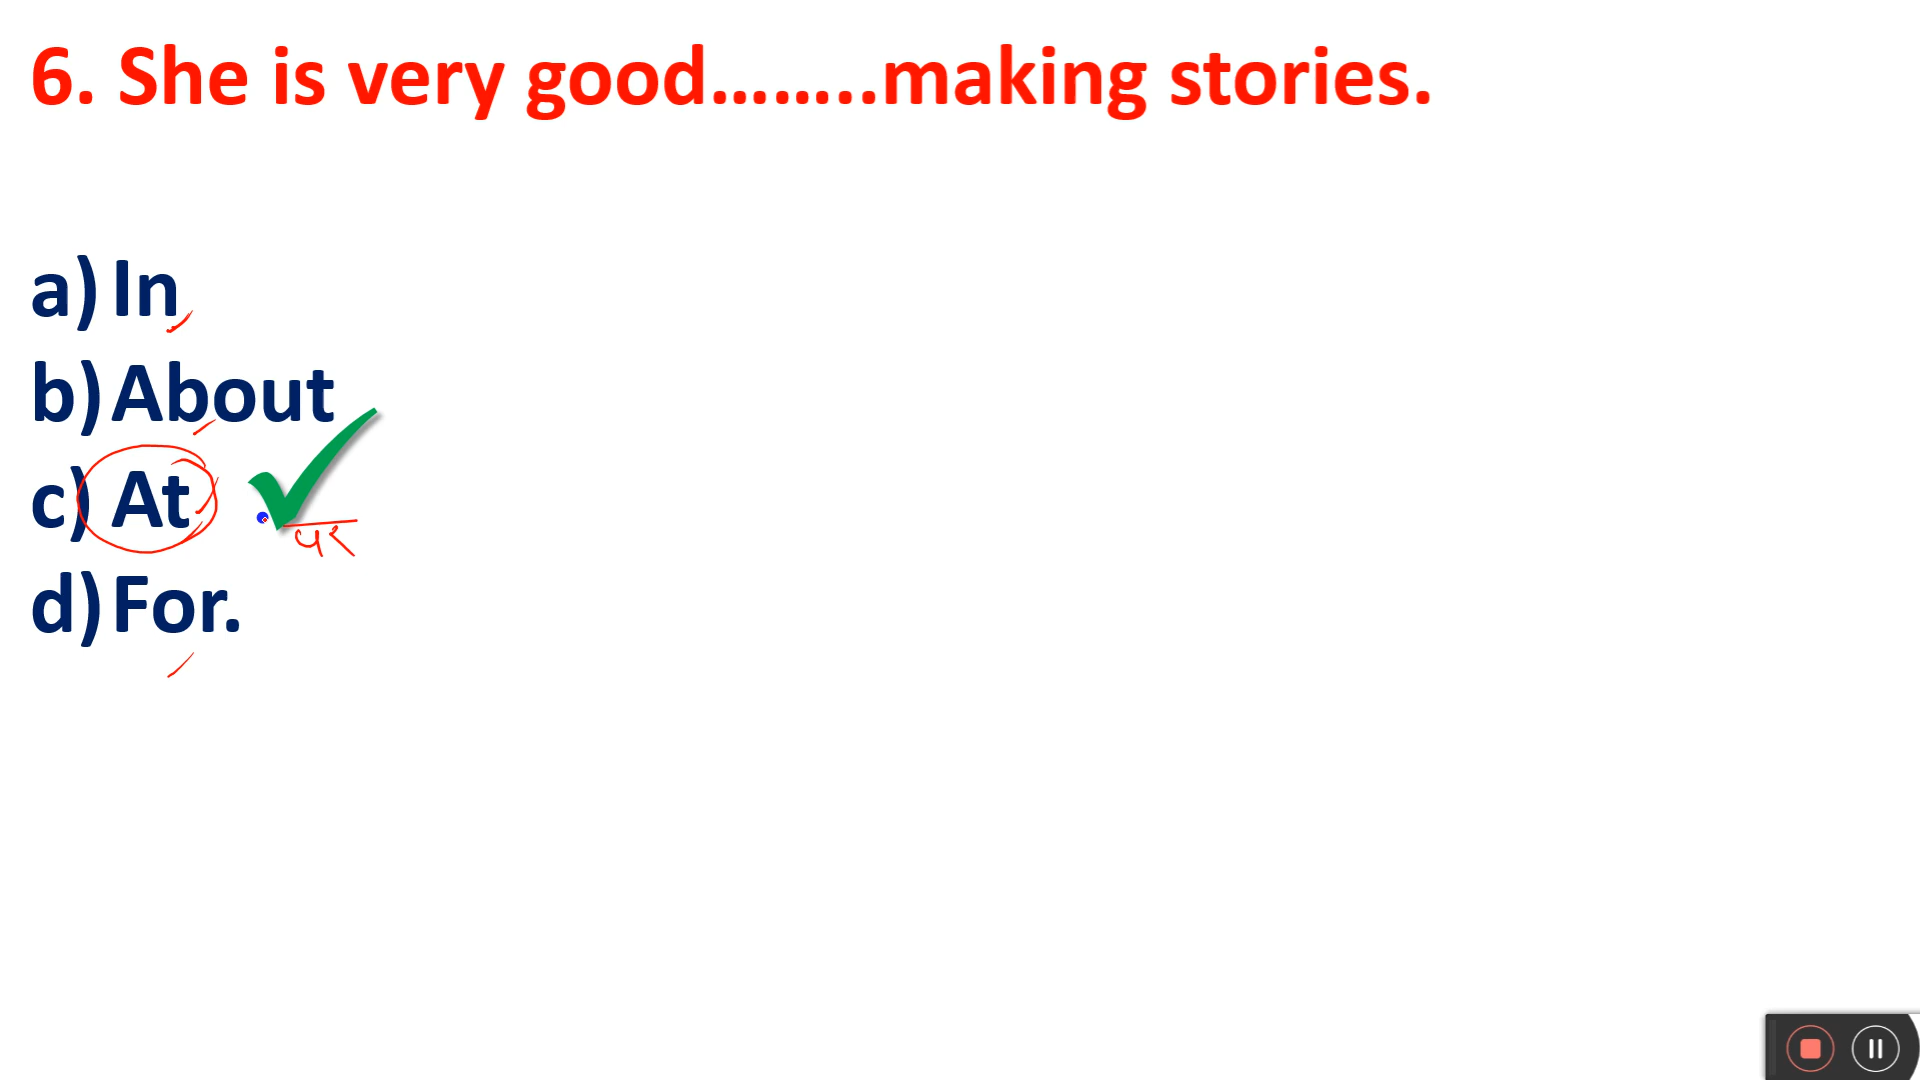 6. She is very good........making stories.
a) In
b) About
c) At
पर
d) For.